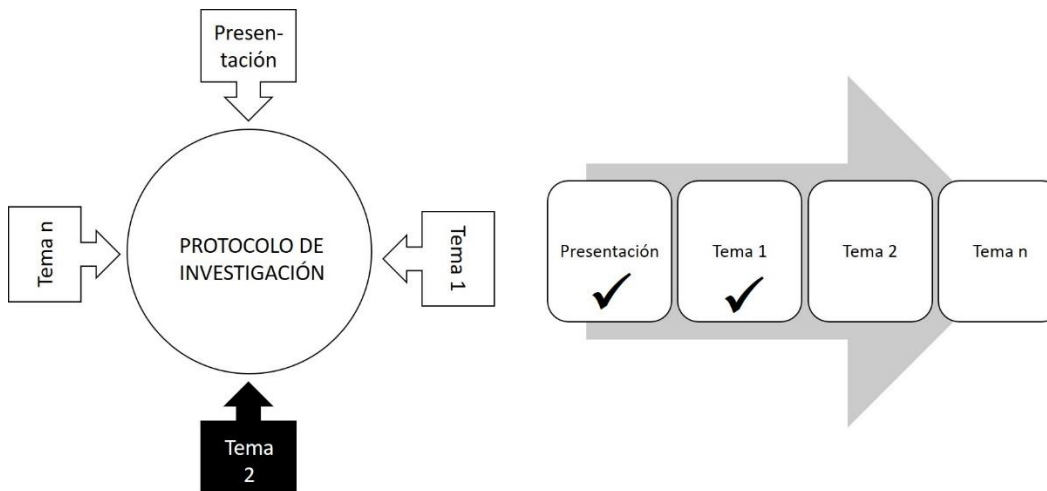 Presen-
tación
Tema n
PROTOCOLO DE
INVESTIGACIÓN
Tema 1
Tema
2
Presentación
Tema 1
Tema 2
Tema n